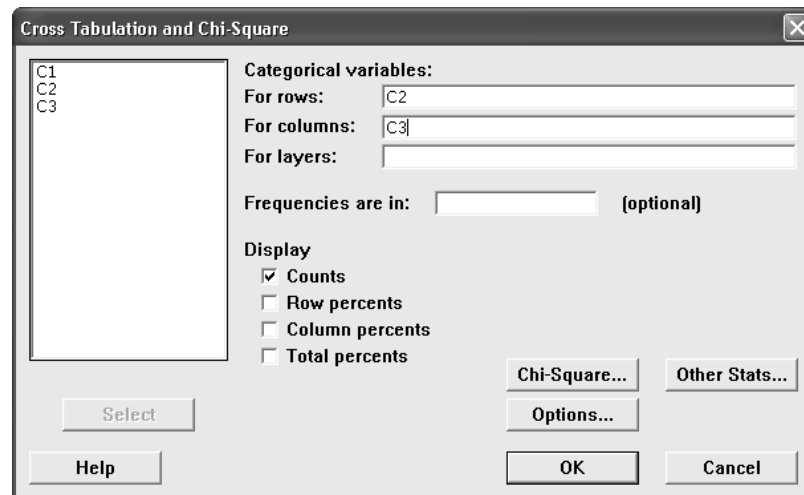 Cross Tabulation and Chi-Square
C1
C2
C3
Categorical variables:
For rows: C2
For columns: C3
For layers:
Frequencies are in: (optional)
Display
Counts
Row percents
Column percents
Total percents
Chi-Square... Other Stats...
Select Options...
Help OK Cancel